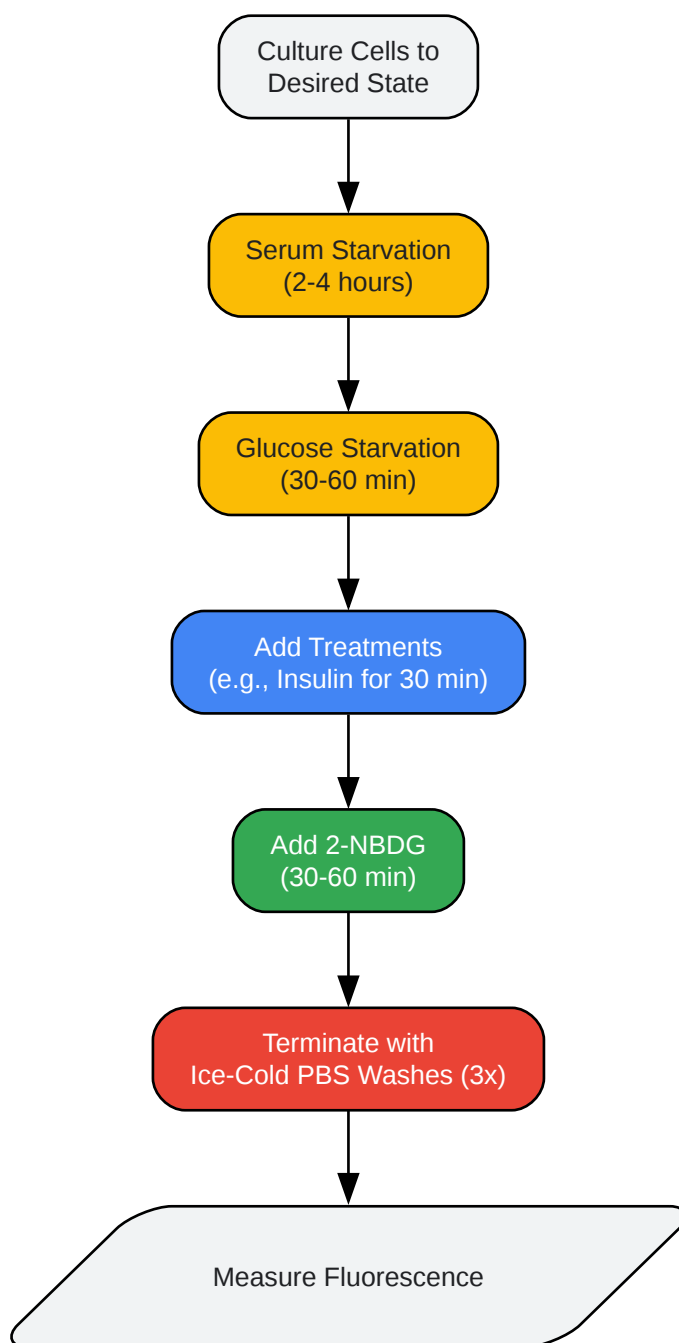 Culture Cells to
Desired State
Serum Starvation
(2-4 hours)
Glucose Starvation
(30-60 min)
Add Treatments
(e.g., Insulin for 30 min)
Add 2-NBDG
(30-60 min)
Terminate with
Ice-Cold PBS Washes (3x)
Measure Fluorescence